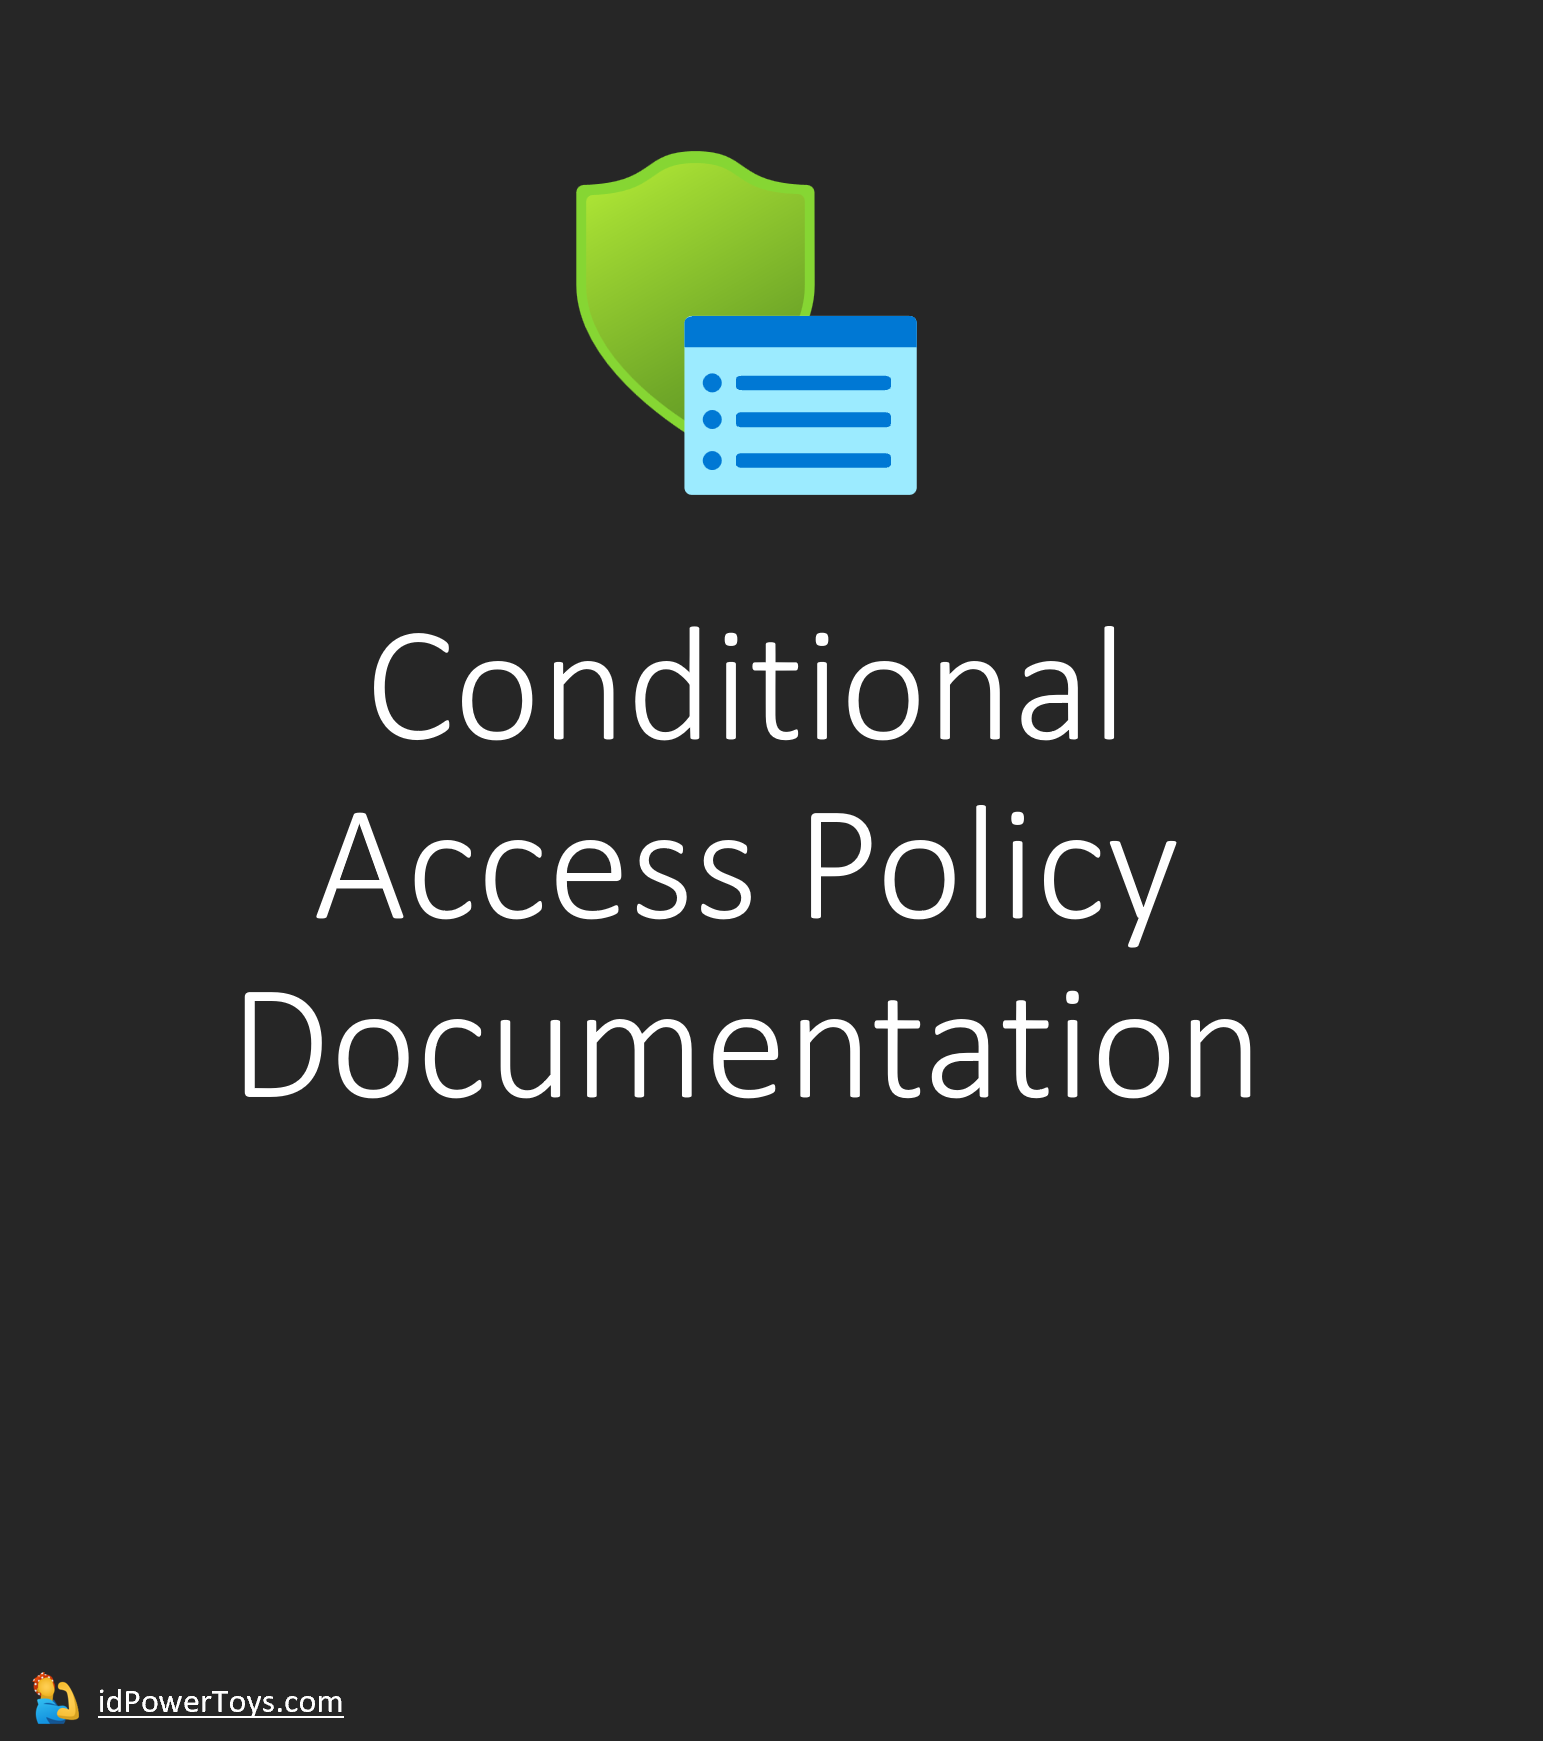 Conditional
Access Policy
Documentation
idPowerToys.com